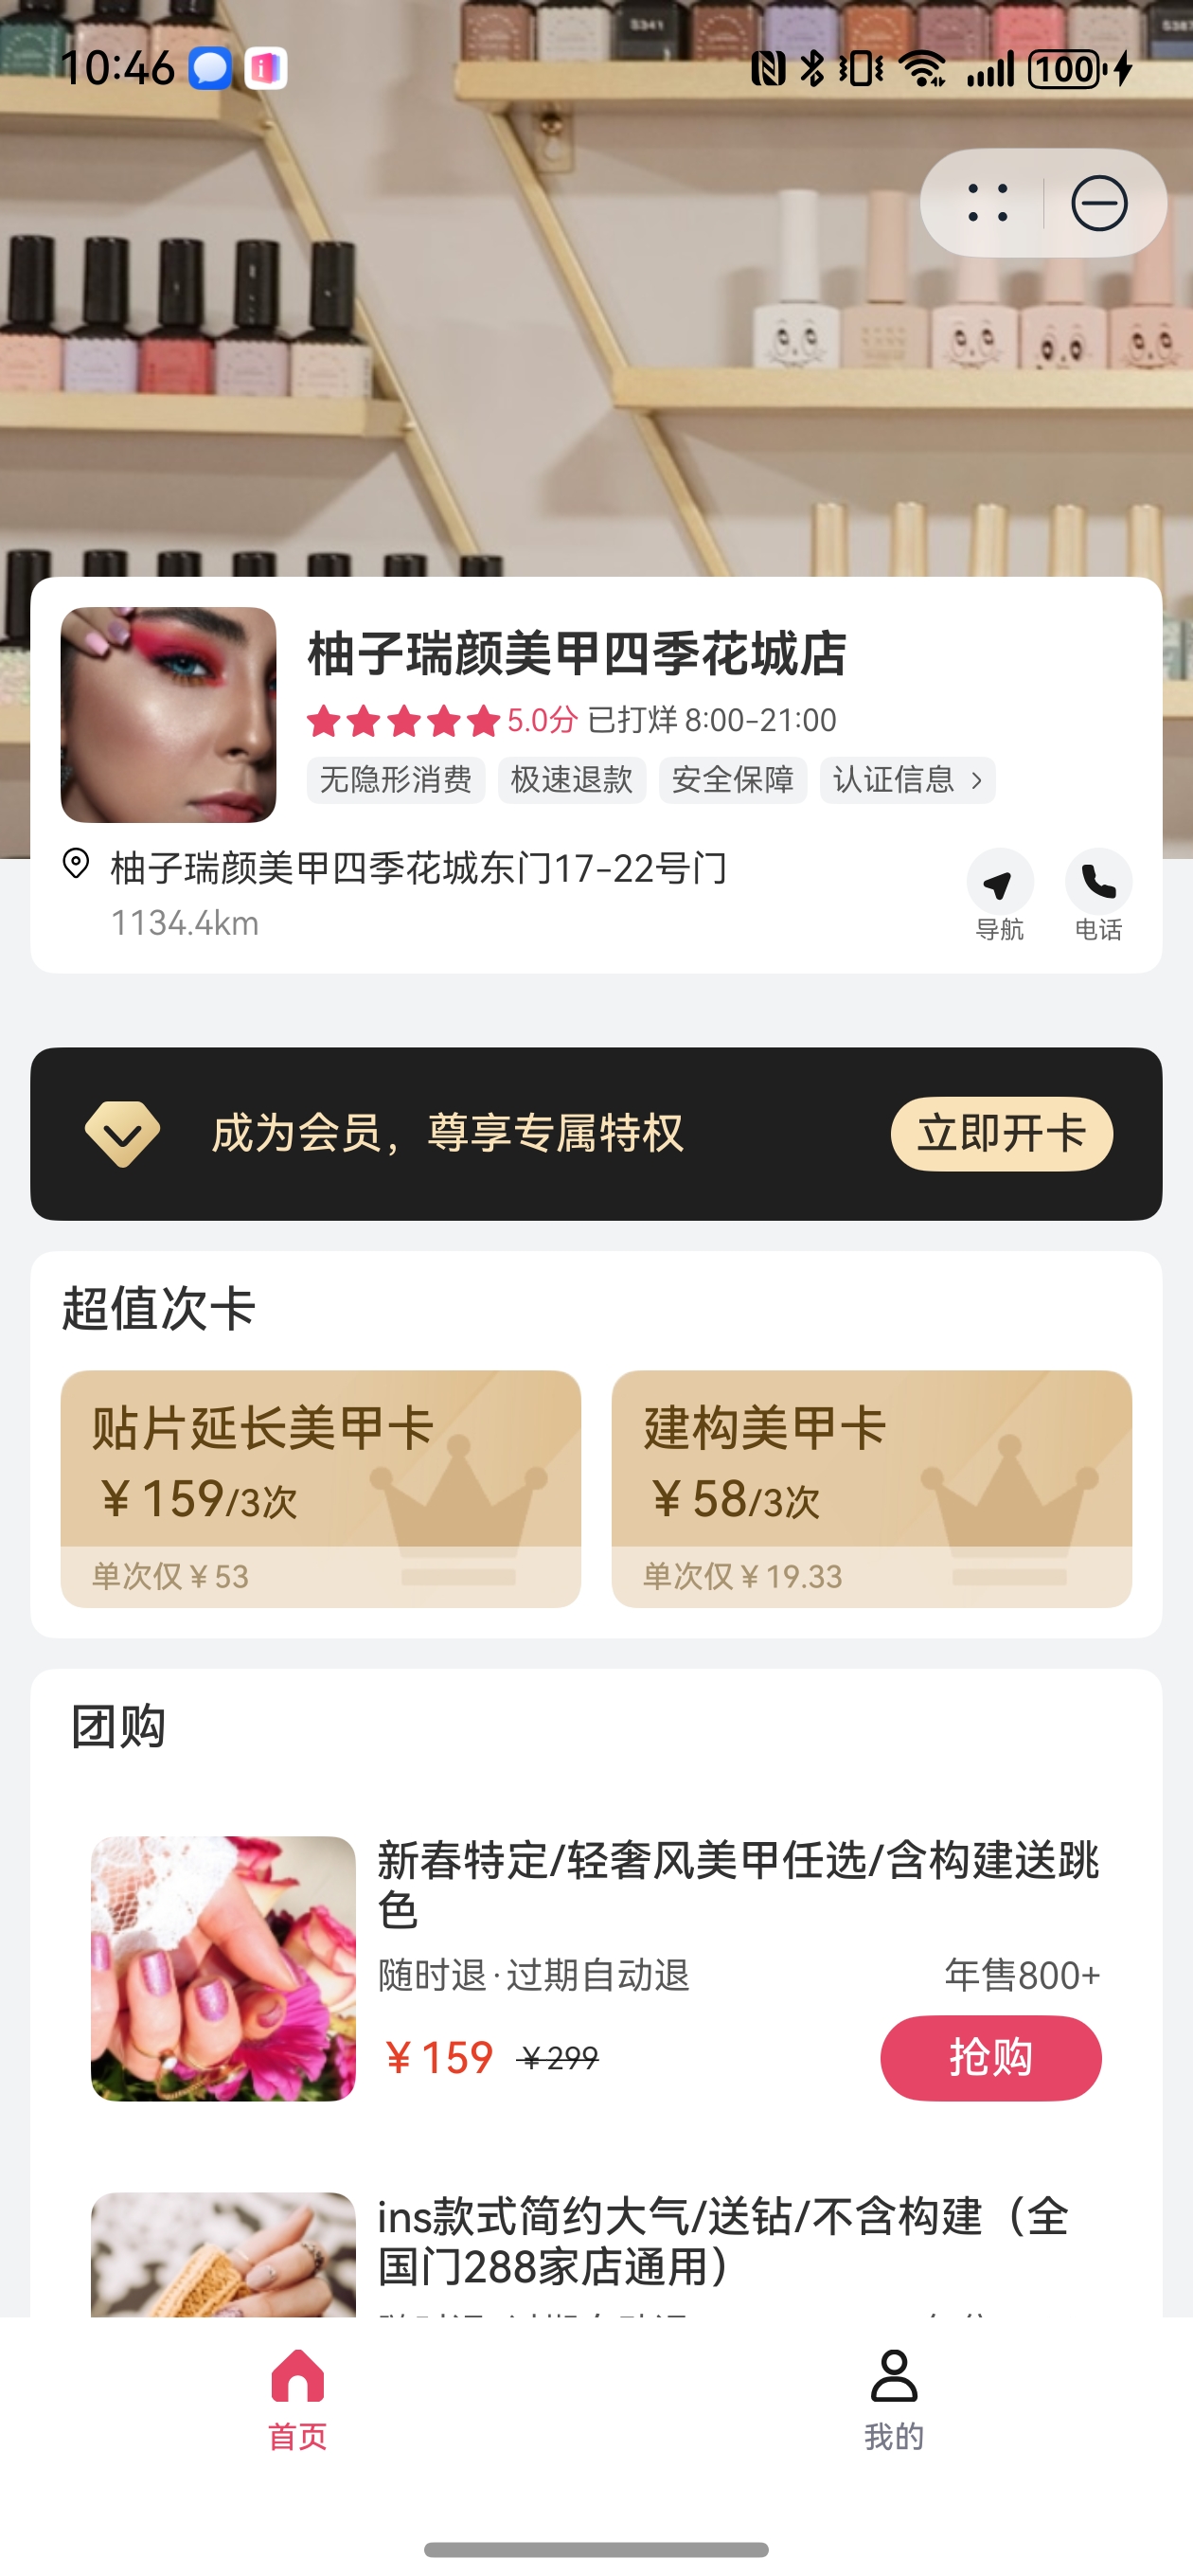 S341
S387
10:46
100
柚子瑞颜美甲四季花城店
5.0分 已打烊 8:00-21:00
无隐形消费 极速退款 安全保障 认证信息
柚子瑞颜美甲四季花城东门17-22号门
1134.4km
导航 电话
成为会员，尊享专属特权 立即开卡
超值次卡
贴片延长美甲卡 建构美甲卡
￥159/3次 ￥58/3次
单次仅￥53 单次仅￥19.33
团购
新春特定/轻奢风美甲任选/含构建送跳
色
随时退·过期自动退 年售800+
￥159 ￥299 抢购
ins款式简约大气/送钻/不含构建（全
国门288家店通用）
首页 我的